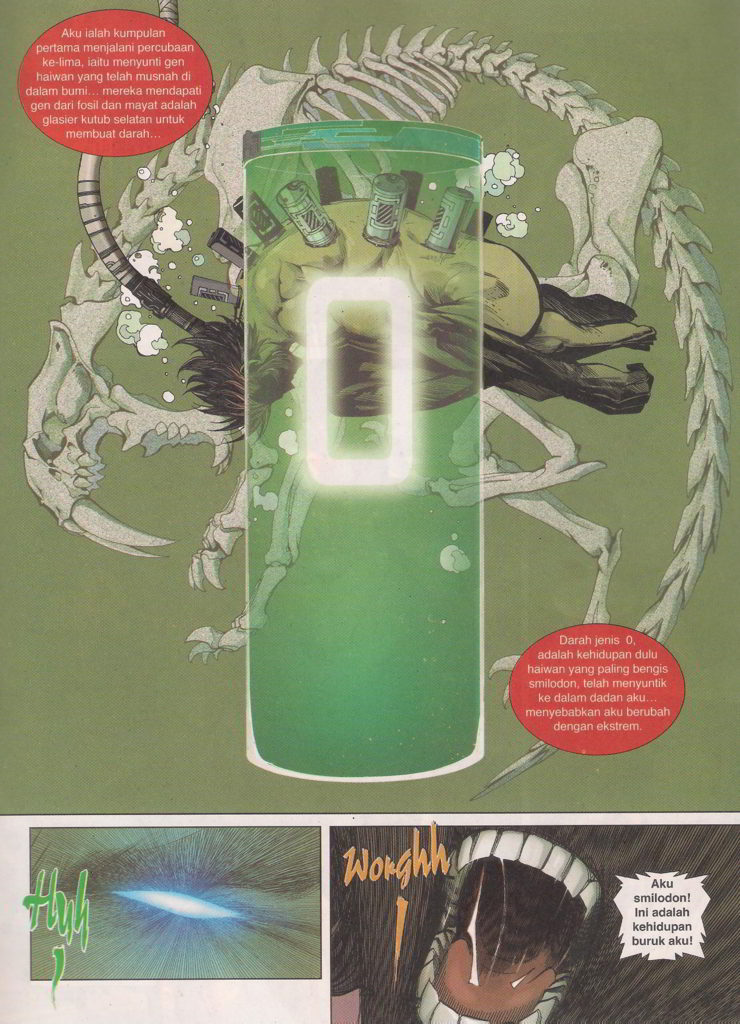 Aku ialah kumpulan
pertama menjalani percubaan
ke-lima, iaitu menyunti gen
haiwan yang telah musnah di
dalam bumi... mereka mendapati
gen dari fosil dan mayat adalah
glasier kutub selatan untuk
membuat darah...
0
Darah jenis 0,
adalah kehidupan dulu
haiwan yang paling bengis
smilodon, telah menyuntik
ke dalam dadan aku...
menyebabkan aku berubah
dengan ekstrem.
Huh
!
Worghh
!
Aku
smilodon!
Ini adalah
kehidupan
buruk aku!